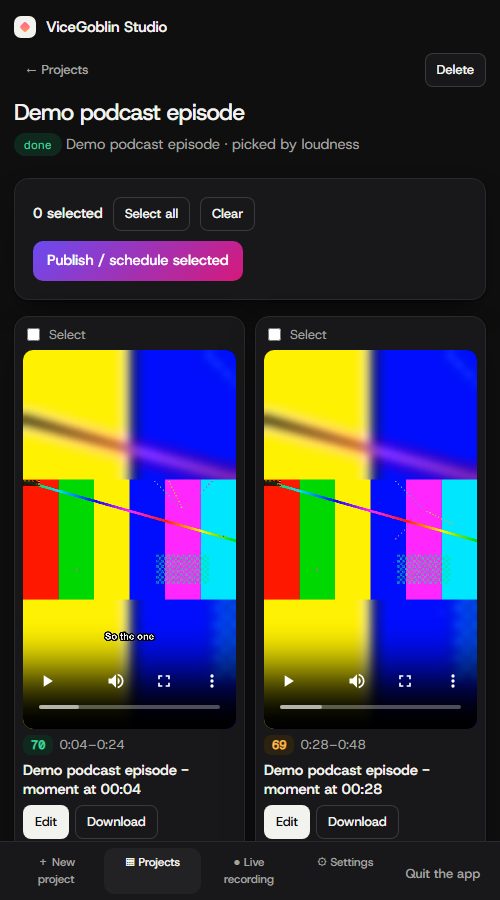 ViceGoblin Studio
← Projects
Delete
Demo podcast episode
done Demo podcast episode · picked by loudness
0 selected
Select all
Clear
Publish / schedule selected
Select
Select
So the one
70 0:04–0:24
69 0:28–0:48
Demo podcast episode –
moment at 00:04
Demo podcast episode –
moment at 00:28
Edit
Download
Edit
Download
+ New
project
Projects
● Live
recording
Settings
Quit the app